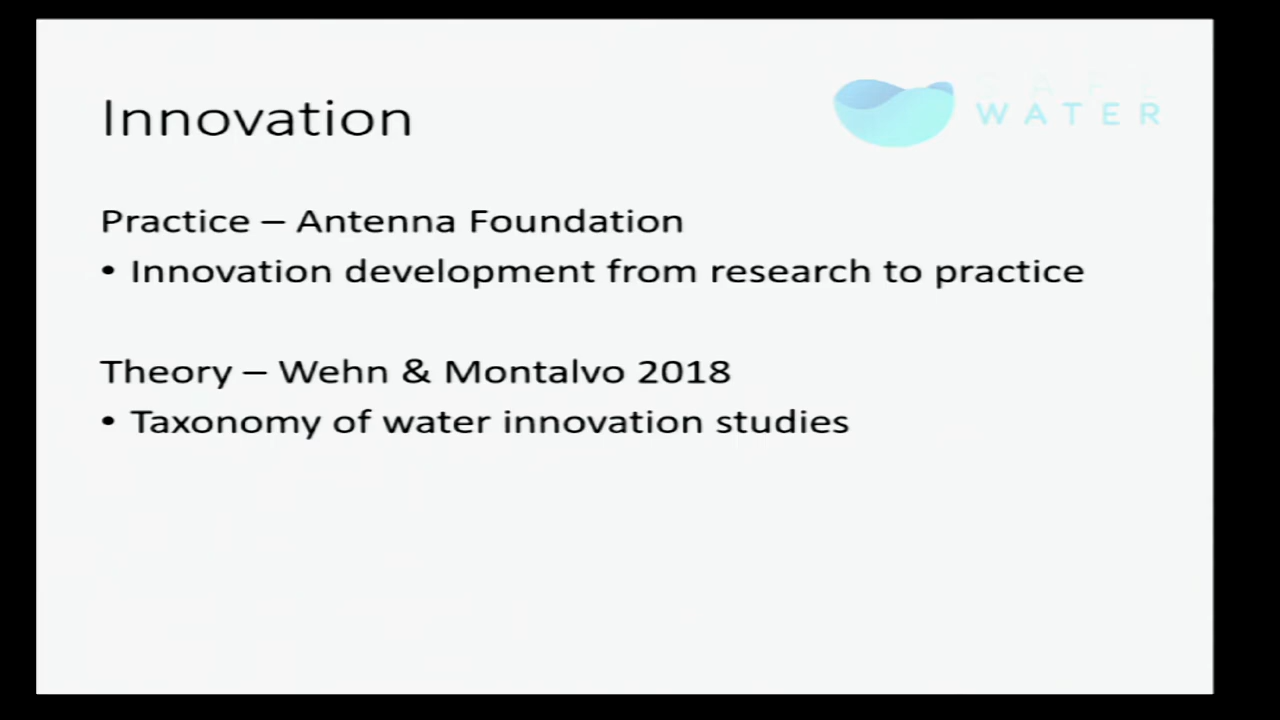 Innovation
WATER
Practice – Antenna Foundation
• Innovation development from research to practice
Theory – Wehn & Montalvo 2018
• Taxonomy of water innovation studies